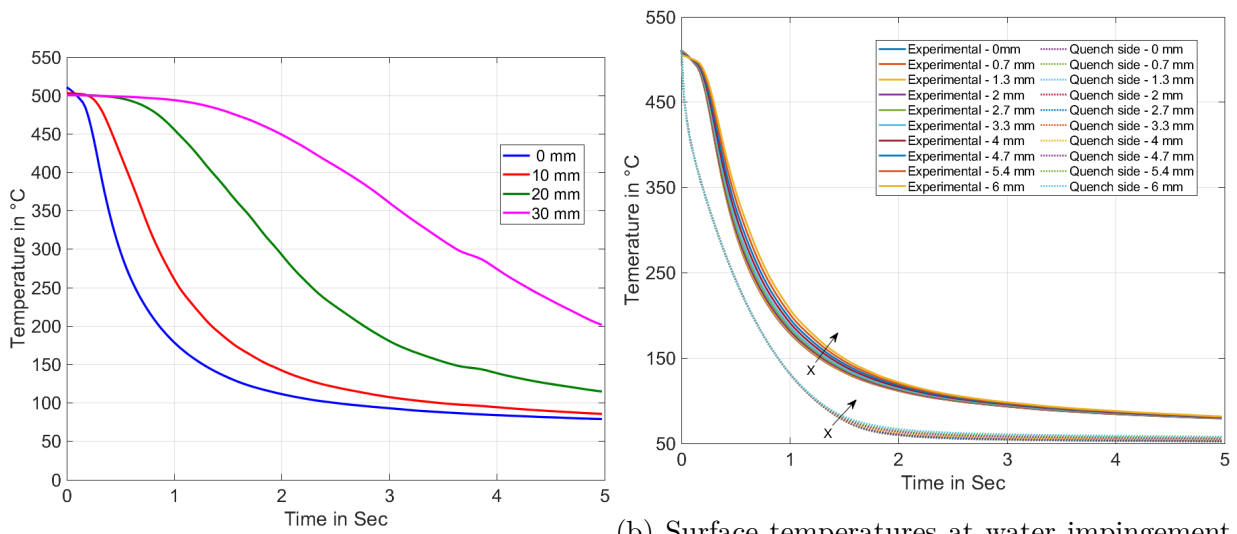 550
500
450
400
350
300
250
200
150
100
50
0
Temperature in °C
0 mm
10 mm
20 mm
30 mm
0 1 2 3 4 5
Time in Sec
550
450
350
250
150
50
Temerature in °C
Experimental - 0mm Quench side - 0 mm
Experimental - 0.7 mm Quench side - 0.7 mm
Experimental - 1.3 mm Quench side - 1.3 mm
Experimental - 2 mm Quench side - 2 mm
Experimental - 2.7 mm Quench side - 2.7 mm
Experimental - 3.3 mm Quench side - 3.3 mm
Experimental - 4 mm Quench side - 4 mm
Experimental - 4.7 mm Quench side - 4.7 mm
Experimental - 5.4 mm Quench side - 5.4 mm
Experimental - 6 mm Quench side - 6 mm
x
x
0 1 2 3 4 5
Time in Sec
(b) Surface temperatures at water impingement